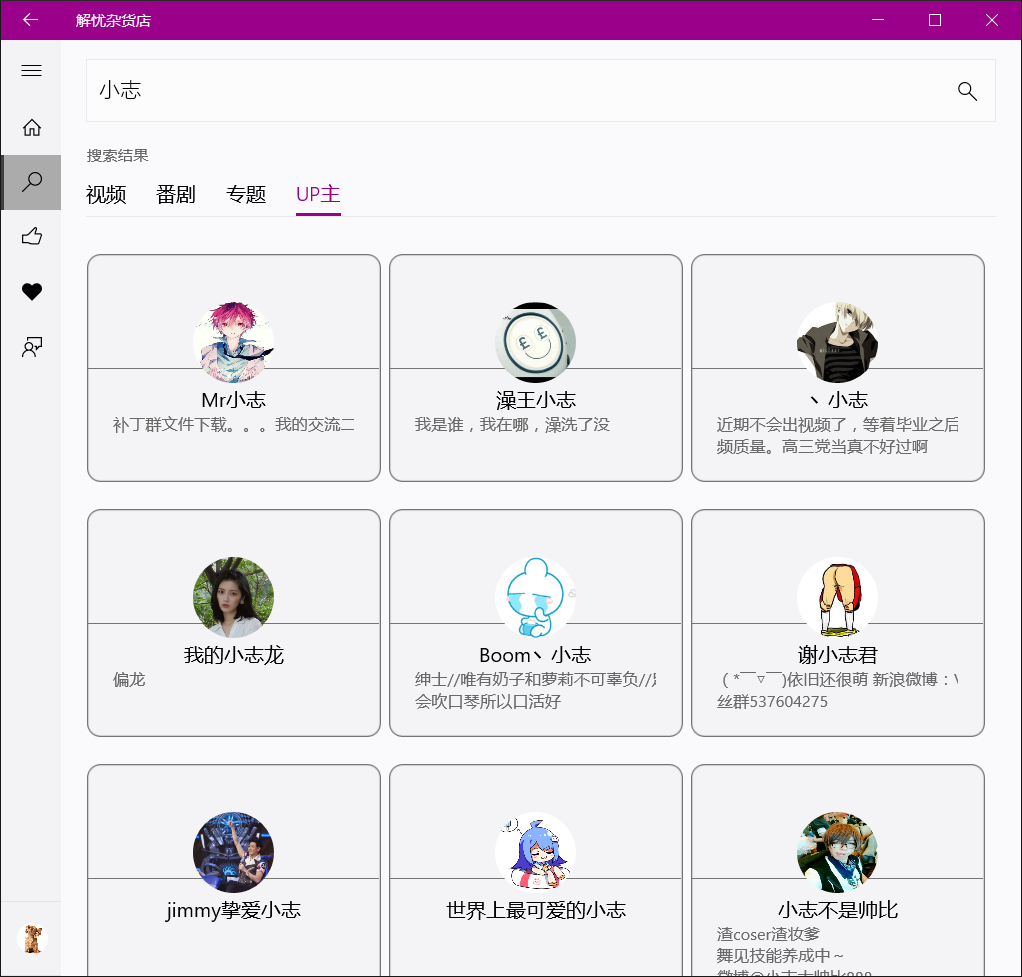 解忧杂货店
小志
搜索结果
视频 番剧 专题 UP主
Mr小志
补丁群文件下载。。。我的交流二
澡王小志
我是谁，我在哪，澡洗了没
丶小志
近期不会出视频了，等着毕业之后
频质量。高三党当真不好过啊
我的小志龙
偏龙
Boom丶小志
绅士//唯有奶子和萝莉不可辜负//
会吹口琴所以口活好
谢小志君
（*￣▽￣)依旧还很萌 新浪微博：
丝群537604275
jimmy挚爱小志
世界上最可爱的小志
小志不是帅比
渣coser渣妆爹
舞见技能养成中～